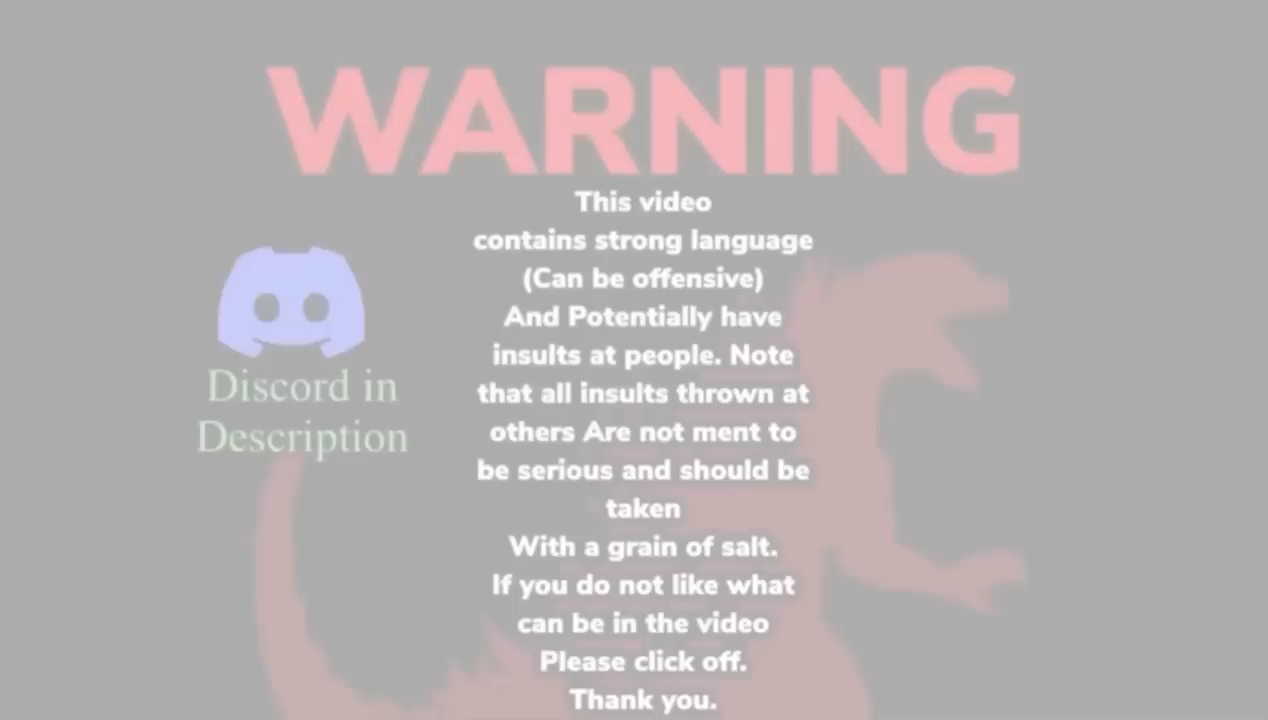 WARNING
This video
contains strong language
(Can be offensive)
And Potentially have
insults at people. Note
that all insults thrown at
others Are not ment to
be serious and should be
taken
With a grain of salt.
If you do not like what
can be in the video
Please click off.
Thank you.
Discord in
Description